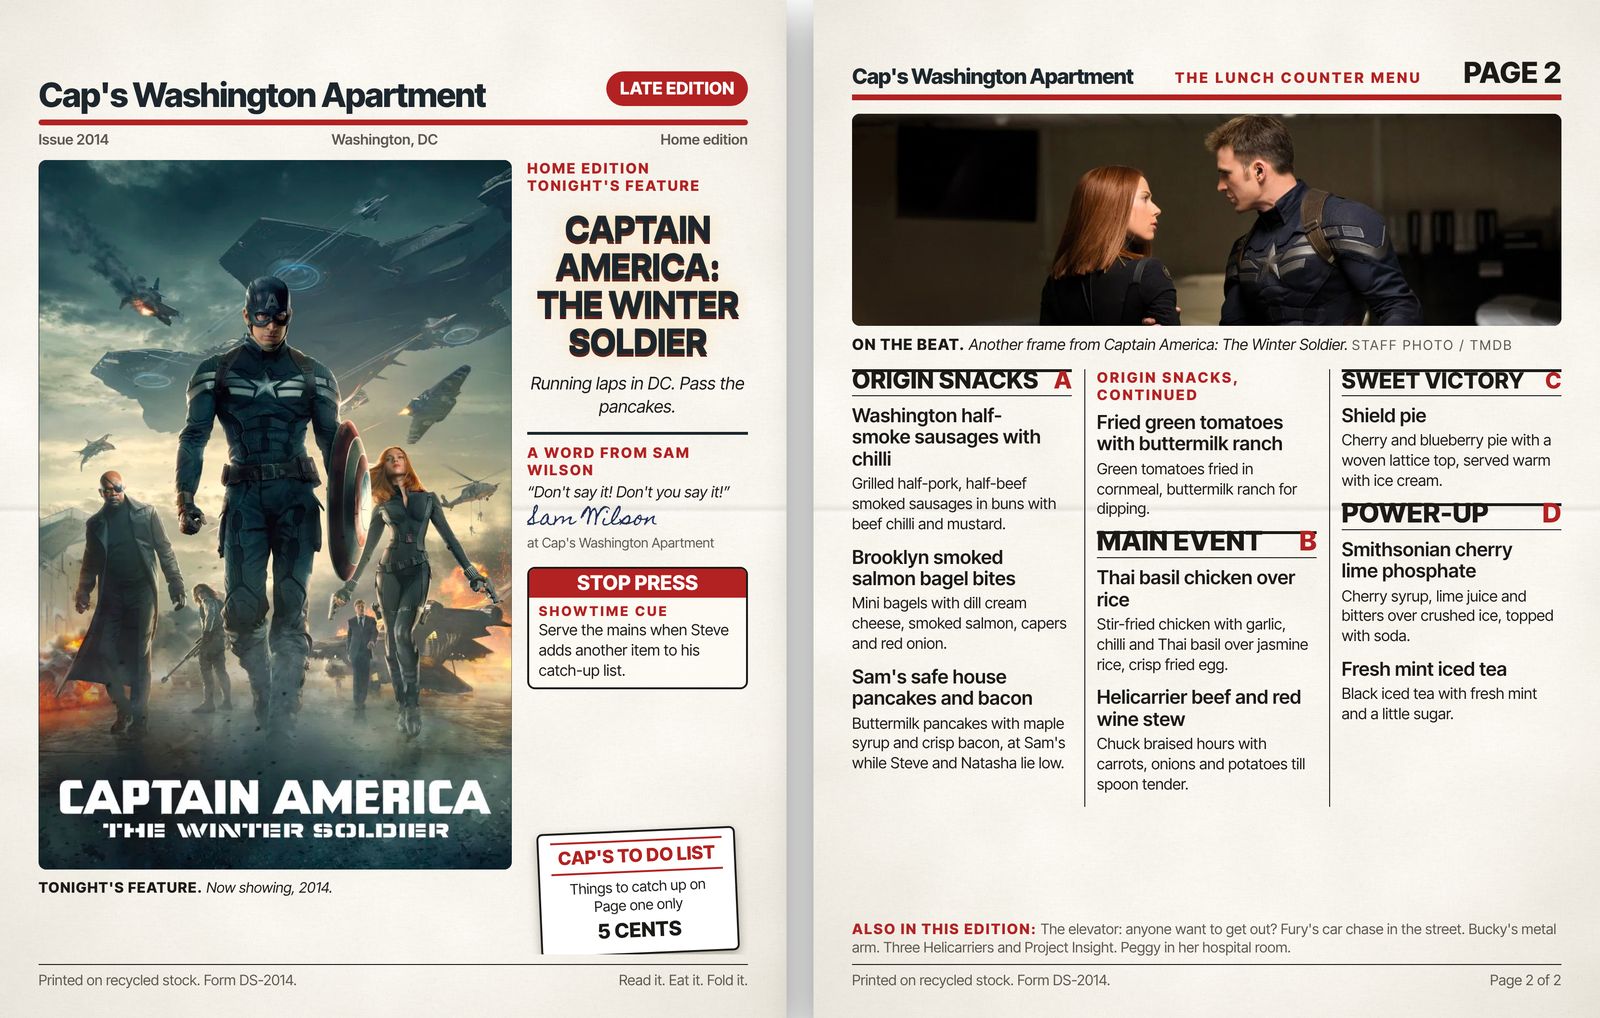 Cap's Washington Apartment
LATE EDITION
Issue 2014
Washington, DC
Home edition
CAPTAIN AMERICA
THE WINTER SOLDIER
TONIGHT'S FEATURE. Now showing, 2014.
HOME EDITION
TONIGHT'S FEATURE
CAPTAIN
AMERICA:
THE WINTER
SOLDIER
Running laps in DC. Pass the
pancakes.
A WORD FROM SAM
WILSON
“Don't say it! Don't you say it!”
Sam Wilson
at Cap's Washington Apartment
STOP PRESS
SHOWTIME CUE
Serve the mains when Steve
adds another item to his
catch-up list.
CAP'S TO DO LIST
Things to catch up on
Page one only
5 CENTS
Printed on recycled stock. Form DS-2014.
Read it. Eat it. Fold it.
Cap's Washington Apartment
THE LUNCH COUNTER MENU
PAGE 2
ON THE BEAT. Another frame from Captain America: The Winter Soldier. STAFF PHOTO / TMDB
ORIGIN SNACKS A
Washington half-
smoke sausages with
chilli
Grilled half-pork, half-beef
smoked sausages in buns with
beef chilli and mustard.
Brooklyn smoked
salmon bagel bites
Mini bagels with dill cream
cheese, smoked salmon, capers
and red onion.
Sam's safe house
pancakes and bacon
Buttermilk pancakes with maple
syrup and crisp bacon, at Sam's
while Steve and Natasha lie low.
ORIGIN SNACKS,
CONTINUED
Fried green tomatoes
with buttermilk ranch
Green tomatoes fried in
cornmeal, buttermilk ranch for
dipping.
MAIN EVENT B
Thai basil chicken over
rice
Stir-fried chicken with garlic,
chilli and Thai basil over jasmine
rice, crisp fried egg.
Helicarrier beef and red
wine stew
Chuck braised hours with
carrots, onions and potatoes till
spoon tender.
SWEET VICTORY C
Shield pie
Cherry and blueberry pie with a
woven lattice top, served warm
with ice cream.
POWER-UP D
Smithsonian cherry
lime phosphate
Cherry syrup, lime juice and
bitters over crushed ice, topped
with soda.
Fresh mint iced tea
Black iced tea with fresh mint
and a little sugar.
ALSO IN THIS EDITION: The elevator: anyone want to get out? Fury's car chase in the street. Bucky's metal
arm. Three Helicarriers and Project Insight. Peggy in her hospital room.
Printed on recycled stock. Form DS-2014.
Page 2 of 2